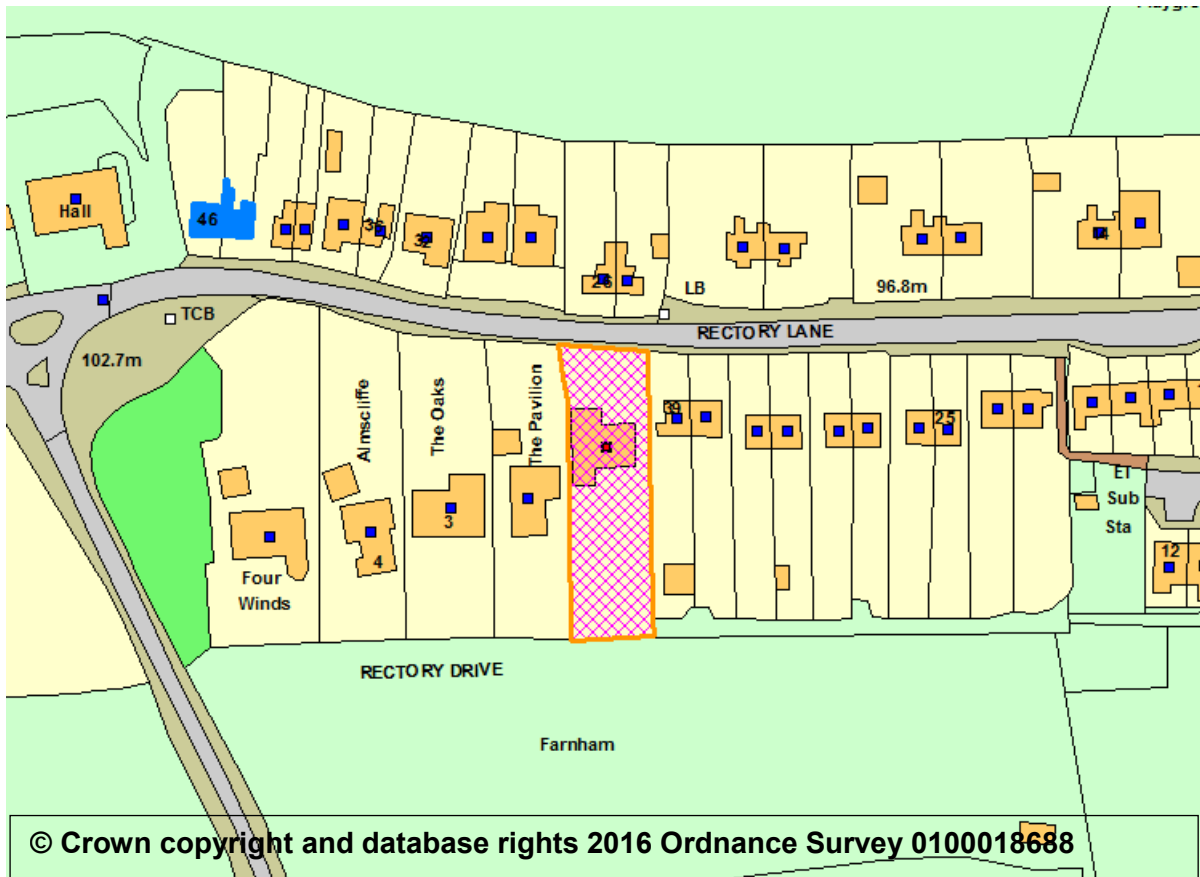 Hall
46
36
32
26
LB
96.8m
14
TCB
RECTORY LANE
102.7m
Almscliffe
The Oaks
The Pavilion
39
25
3
4
El
Sub
Sta
12
Four
Winds
RECTORY DRIVE
Farnham
© Crown copyright and database rights 2016 Ordnance Survey 0100018688